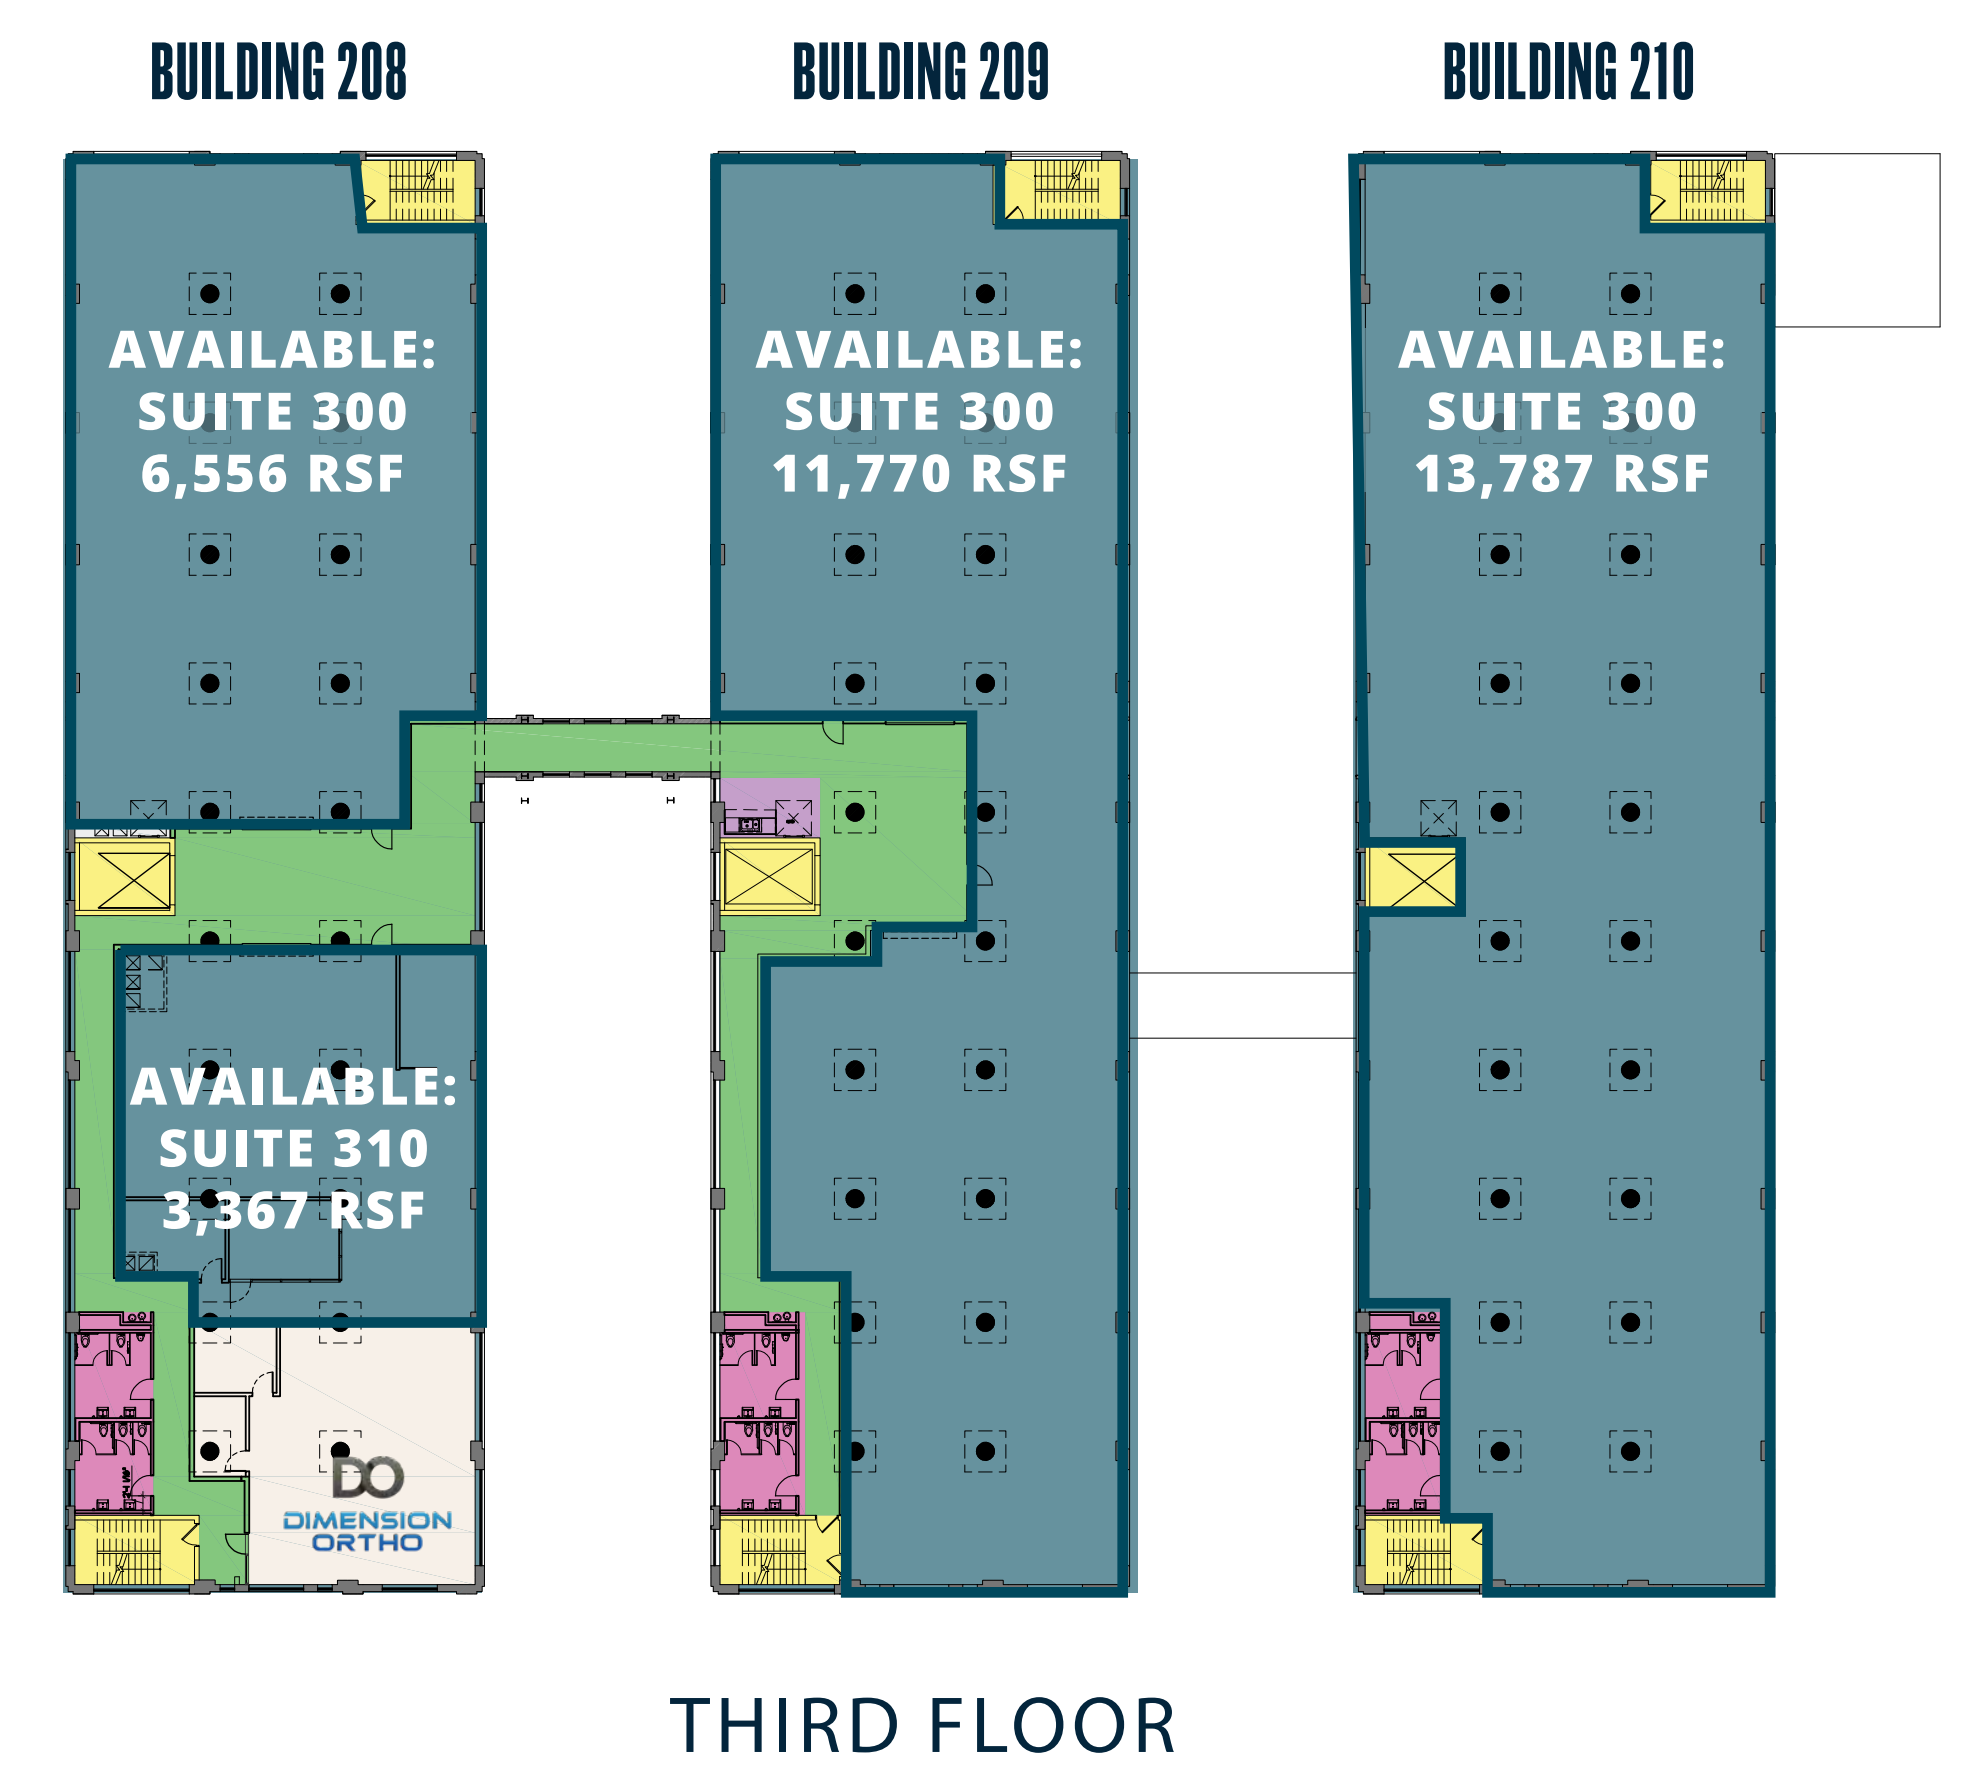 BUILDING 208
BUILDING 209
BUILDING 210
AVAILABLE:
SUITE 300
6,556 RSF
AVAILABLE:
SUITE 300
11,770 RSF
AVAILABLE:
SUITE 300
13,787 RSF
AVAILABLE:
SUITE 310
3,367 RSF
DO
DIMENSION
ORTHO
THIRD FLOOR